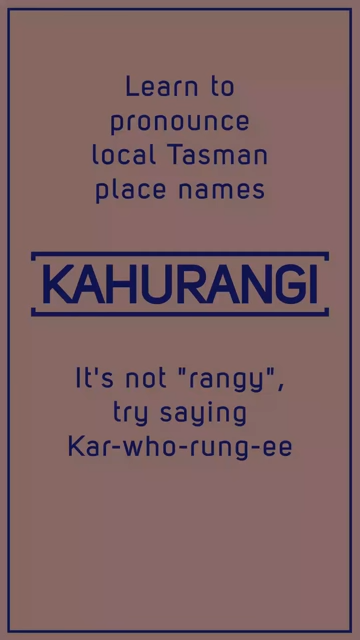 Learn to
pronounce
local Tasman
place names
KAHURANGI
It's not "rangy",
try saying
Kar-who-rung-ee